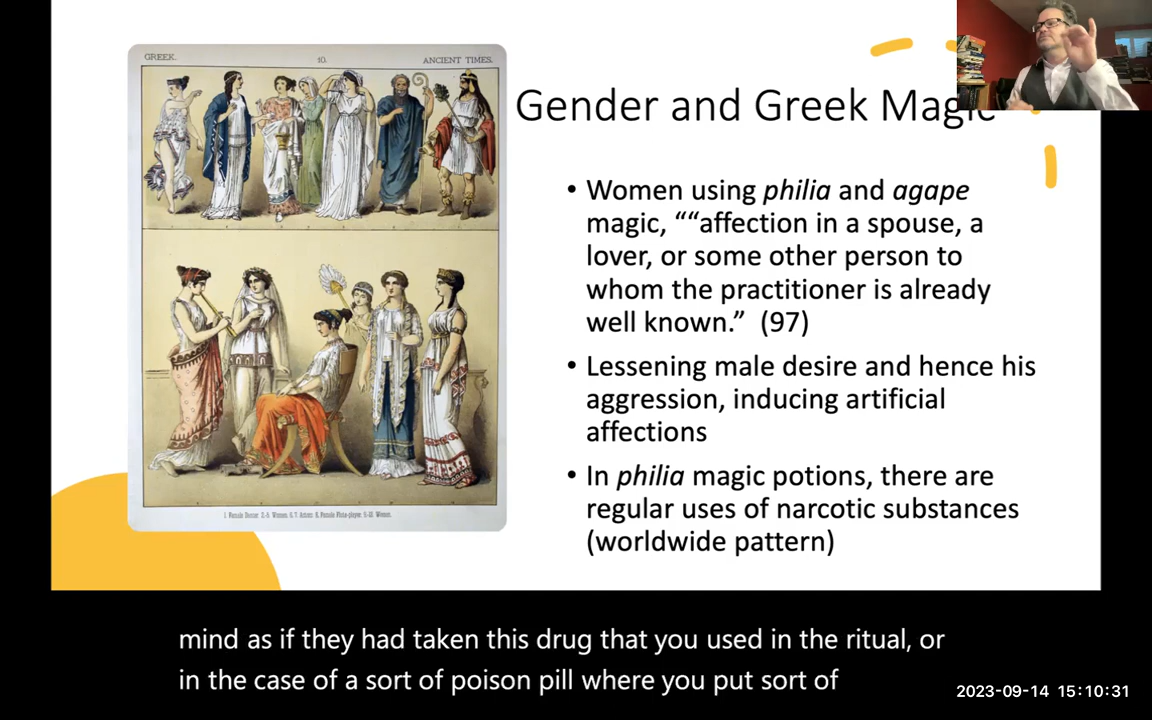 GREEK.
10.
ANCIENT TIMES.
Gender and Greek Magic
• Women using philia and agape
magic, ““affection in a spouse, a
lover, or some other person to
whom the practitioner is already
well known.” (97)
• Lessening male desire and hence his
aggression, inducing artificial
affections
• In philia magic potions, there are
regular uses of narcotic substances
(worldwide pattern)
mind as if they had taken this drug that you used in the ritual, or
in the case of a sort of poison pill where you put sort of
2023-09-14 15:10:31